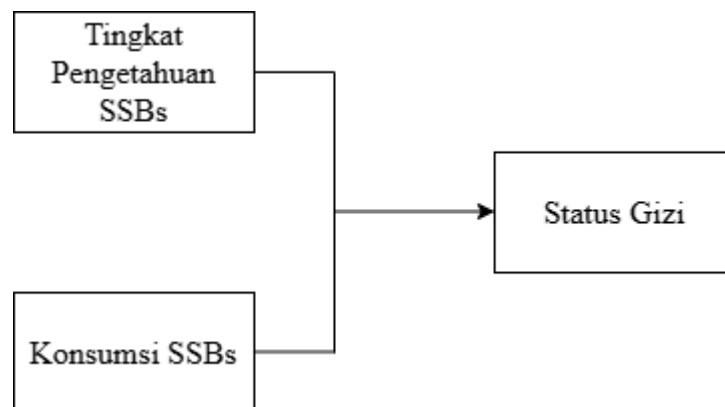 Tingkat
Pengetahuan
SSBs
Status Gizi
Konsumsi SSBs